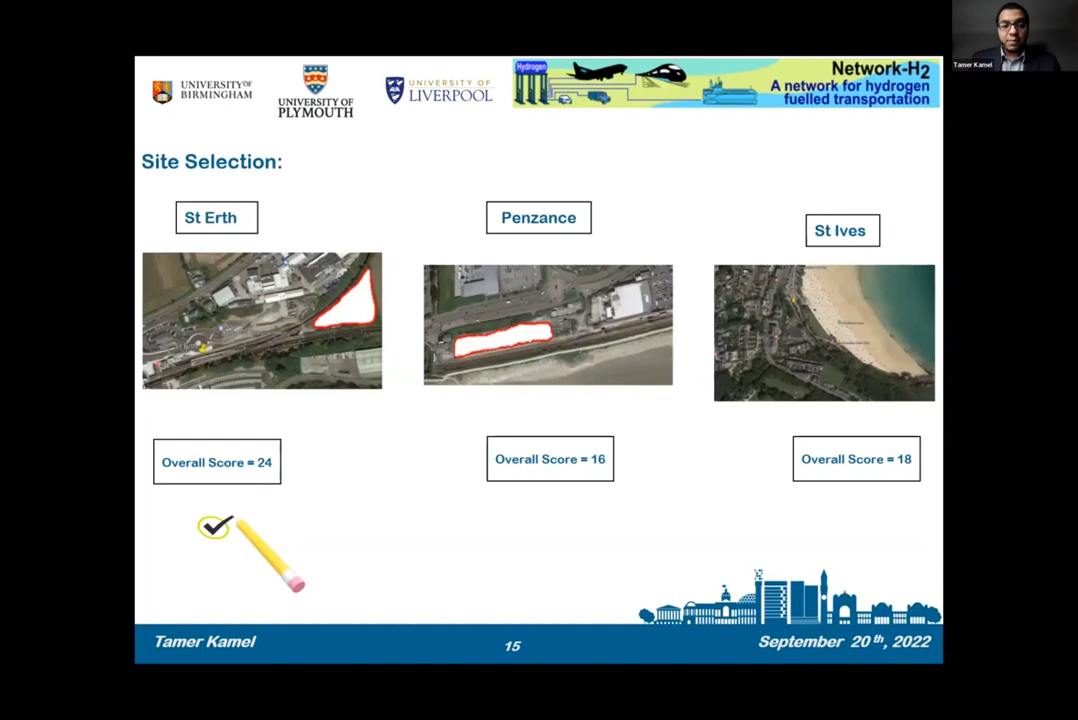 Tamer Kamel
UNIVERSITY OF
BIRMINGHAM
UNIVERSITY OF
PLYMOUTH
UNIVERSITY OF
LIVERPOOL
Hydrogen
Network-H2
A network for hydrogen
fuelled transportation
Site Selection:
St Erth
Penzance
St Ives
Overall Score = 24
Overall Score = 16
Overall Score = 18
Tamer Kamel
15
September 20th, 2022